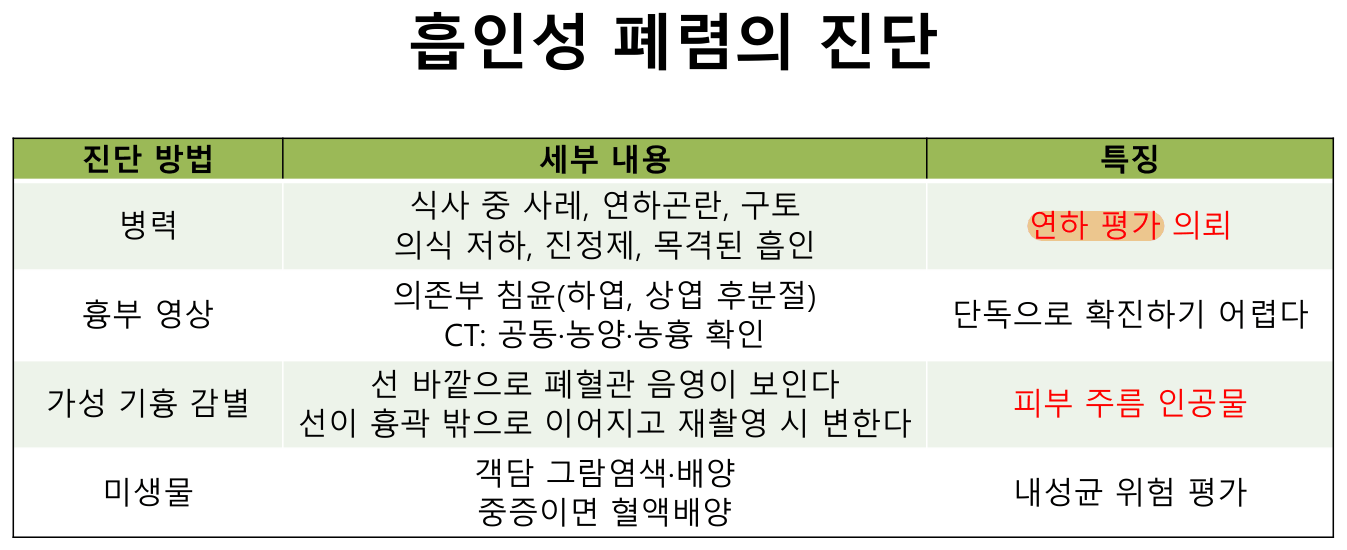 흡인성 폐렴의 진단
진단 방법
세부 내용
특징
병력
식사 중 사레, 연하곤란, 구토
의식 저하, 진정제, 목격된 흡인
연하 평가 의뢰
흉부 영상
의존부 침윤(하엽, 상엽 후분절)
CT: 공동·농양·농흉 확인
단독으로 확진하기 어렵다
가성 기흉 감별
선 바깥으로 폐혈관 음영이 보인다
선이 흉곽 밖으로 이어지고 재촬영 시 변한다
피부 주름 인공물
미생물
객담 그람염색·배양
중증이면 혈액배양
내성균 위험 평가